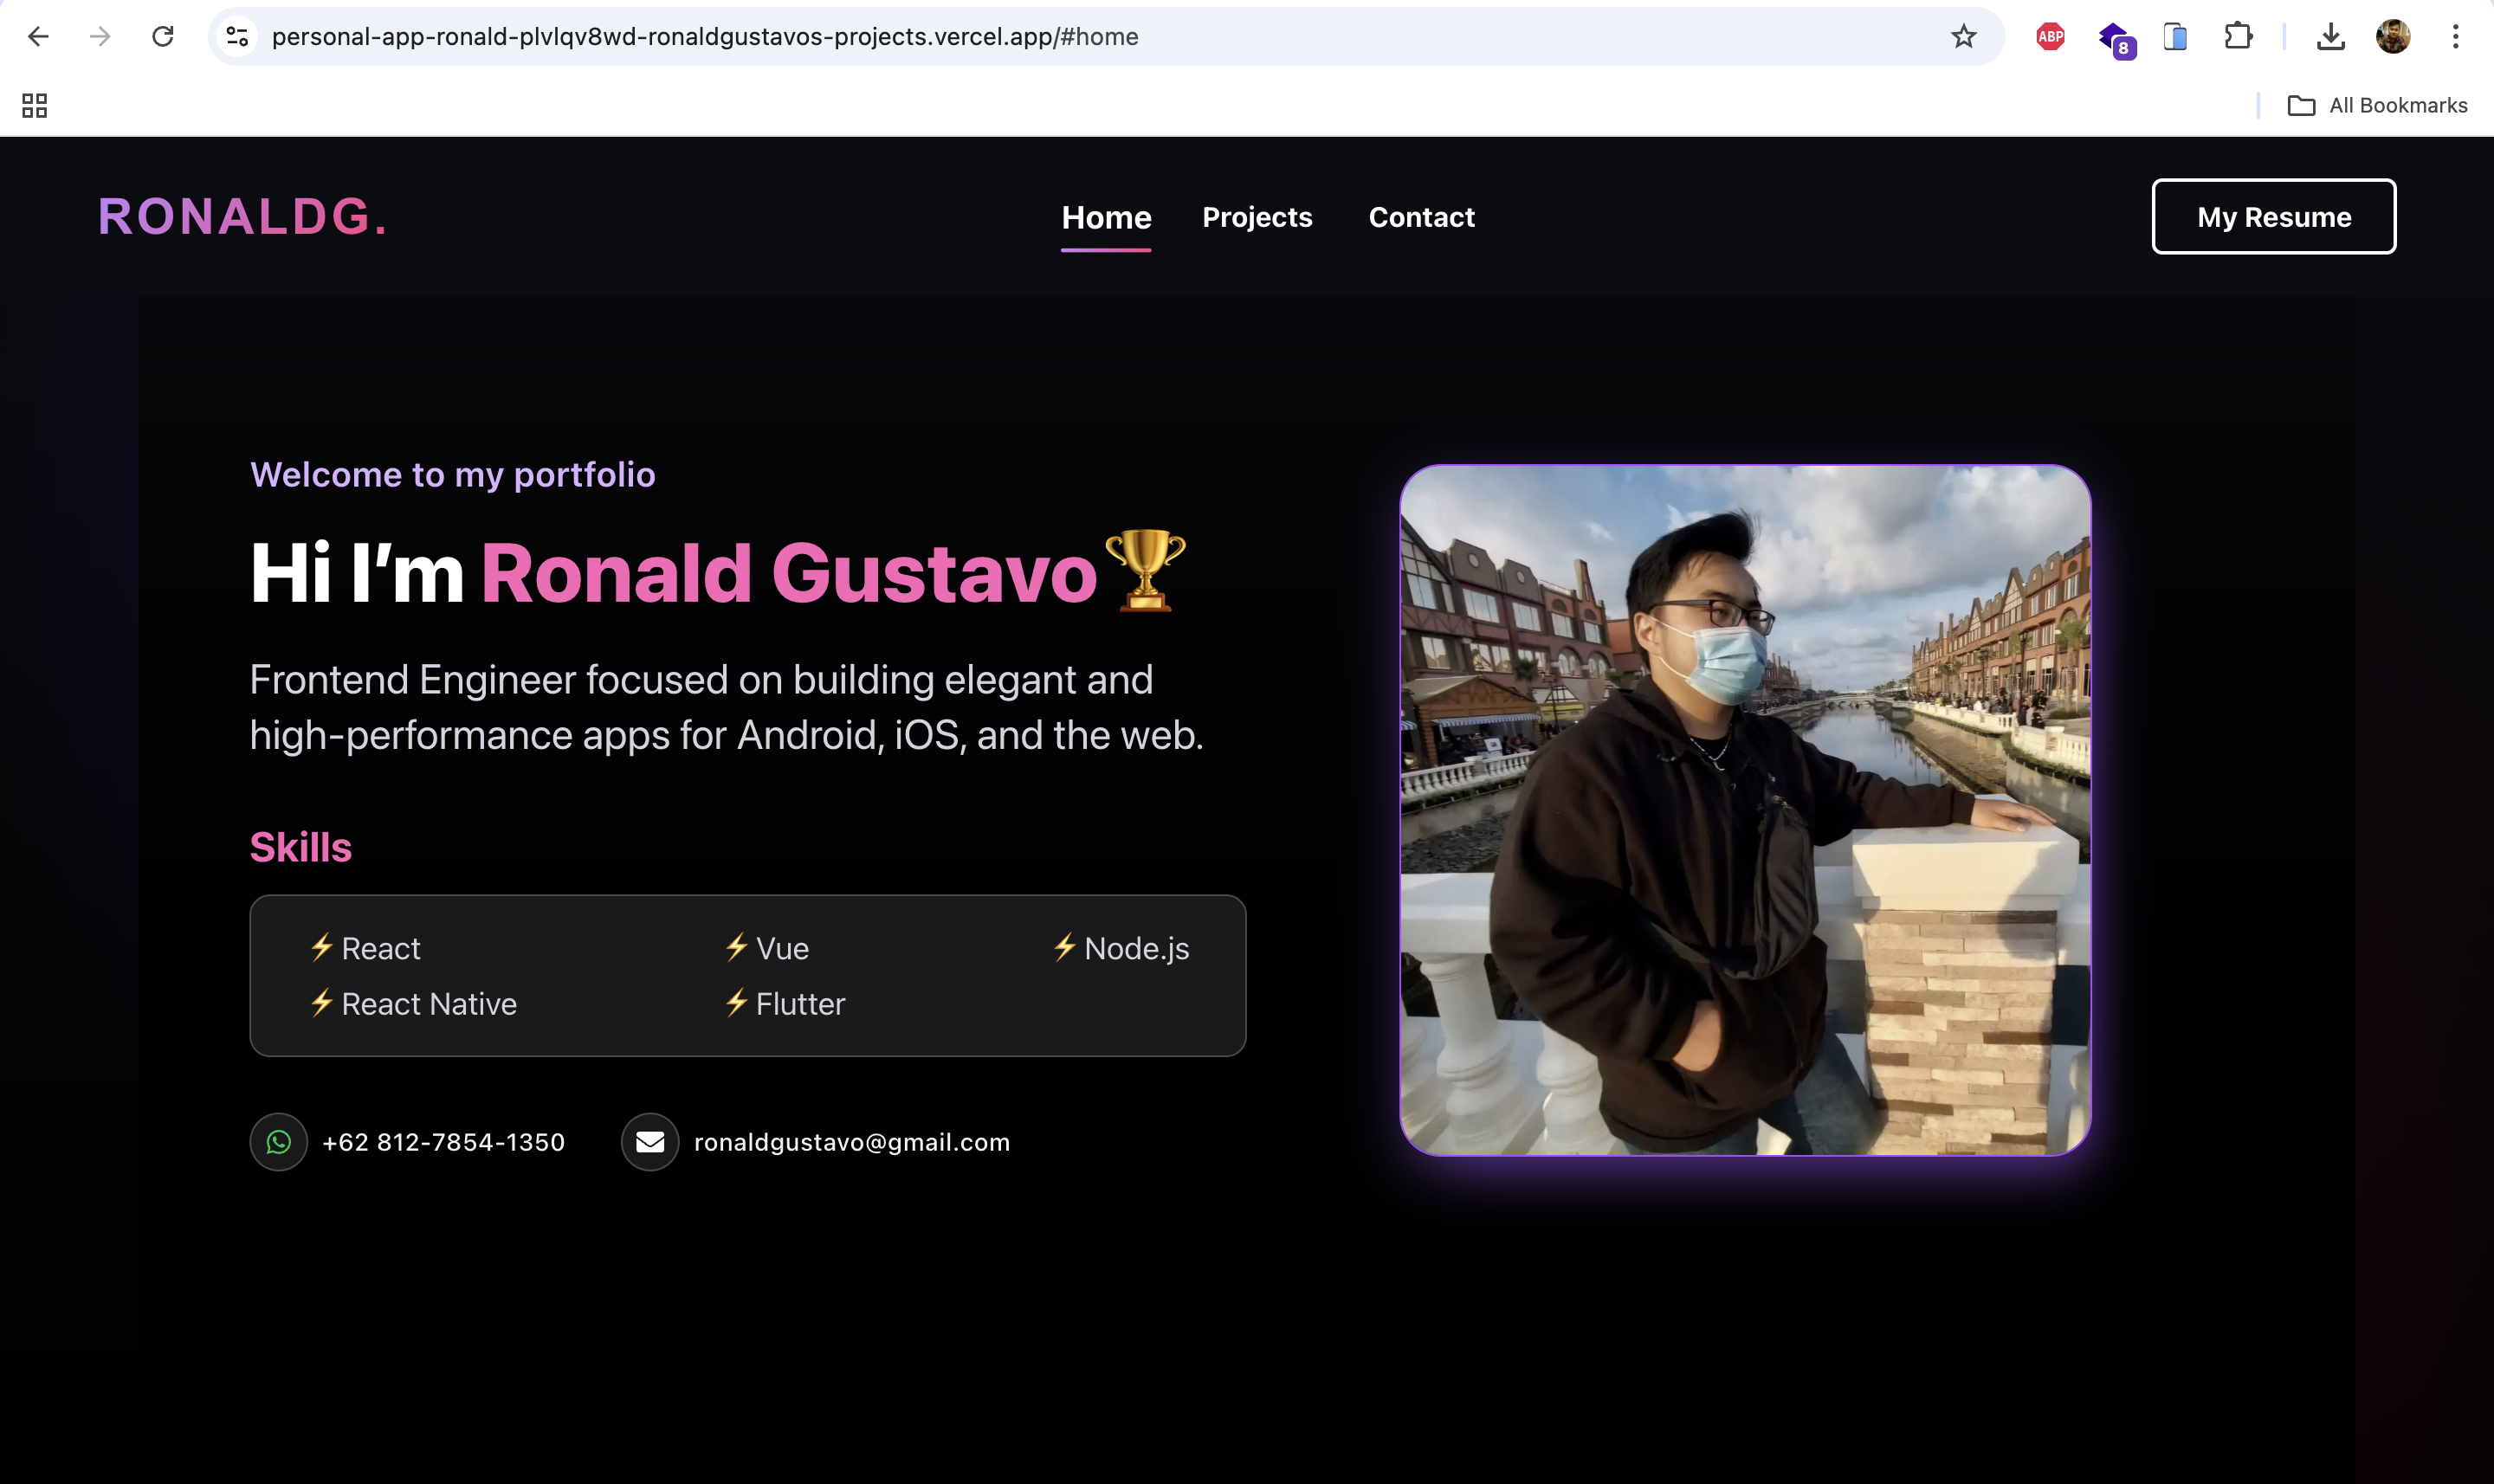 personal-app-ronald-plvlqv8wd-ronaldgustavos-projects.vercel.app/#home
ABP
8
All Bookmarks
RONALDG.
Home
Projects
Contact
My Resume
Welcome to my portfolio
Hi I’m Ronald Gustavo🏆
Frontend Engineer focused on building elegant and
high-performance apps for Android, iOS, and the web.
Skills
⚡ React
⚡ Vue
⚡ Node.js
⚡ React Native
⚡ Flutter
+62 812-7854-1350
ronaldgustavo@gmail.com